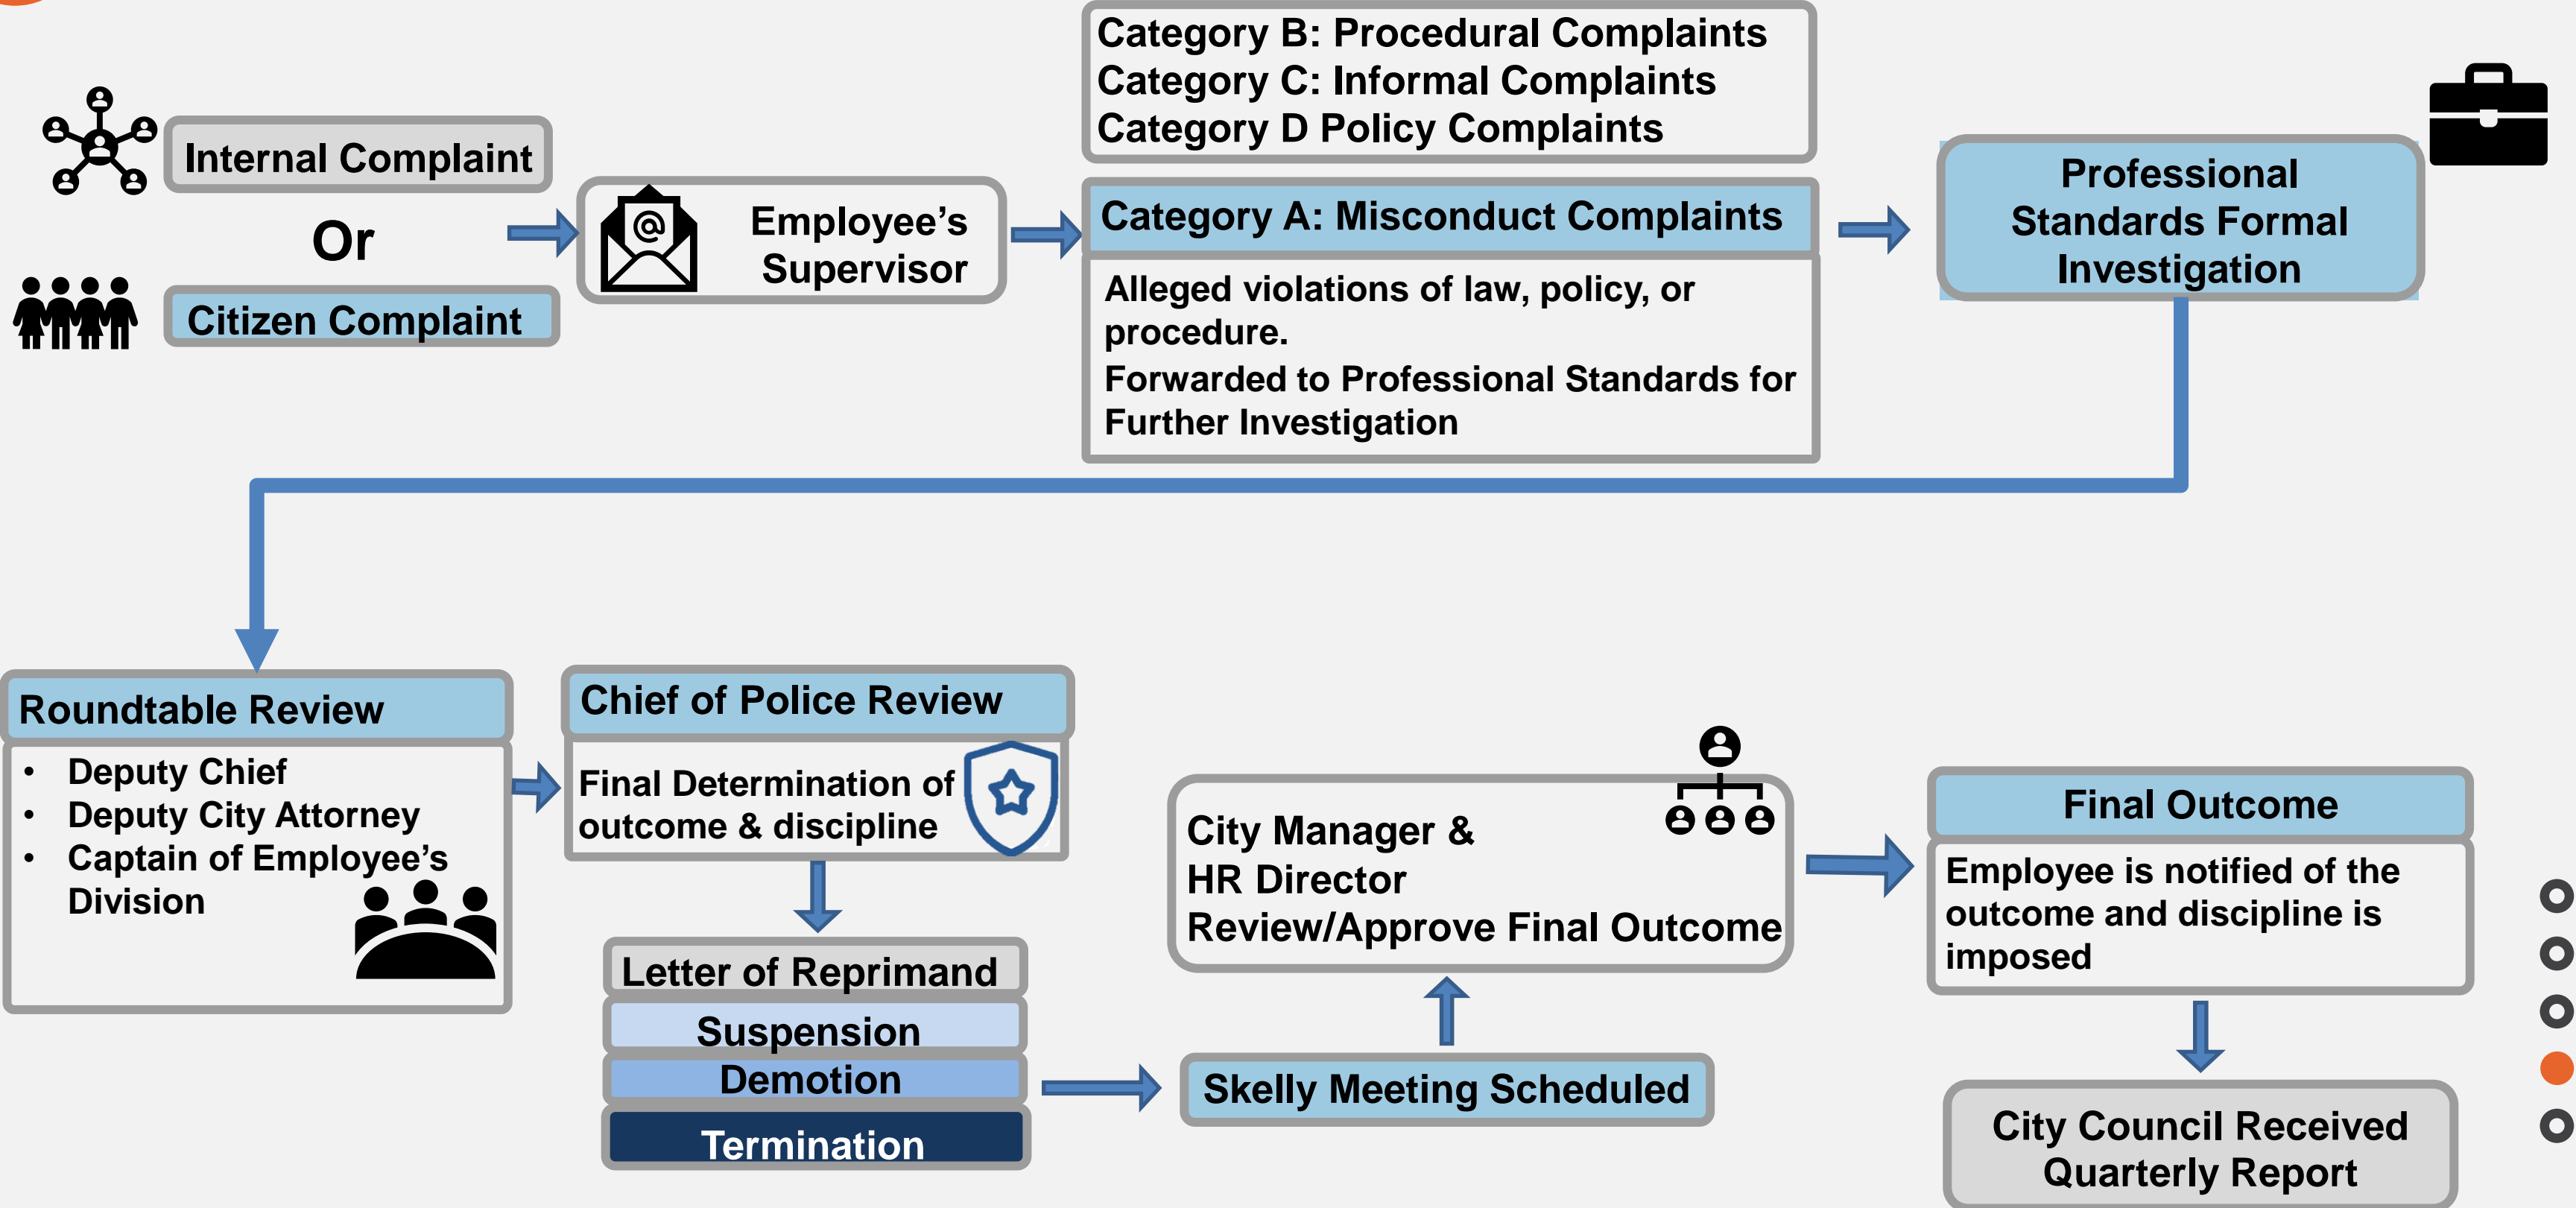 Category B: Procedural Complaints
Category C: Informal Complaints
Category D Policy Complaints
Internal Complaint
Or
Citizen Complaint
@
Employee’s
Supervisor
Category A: Misconduct Complaints
Alleged violations of law, policy, or
procedure.
Forwarded to Professional Standards for
Further Investigation
Professional
Standards Formal
Investigation
Roundtable Review
• Deputy Chief
• Deputy City Attorney
• Captain of Employee’s
Division
Chief of Police Review
Final Determination of
outcome & discipline
Letter of Reprimand
Suspension
Demotion
Termination
Skelly Meeting Scheduled
City Manager &
HR Director
Review/Approve Final Outcome
Final Outcome
Employee is notified of the
outcome and discipline is
imposed
City Council Received
Quarterly Report